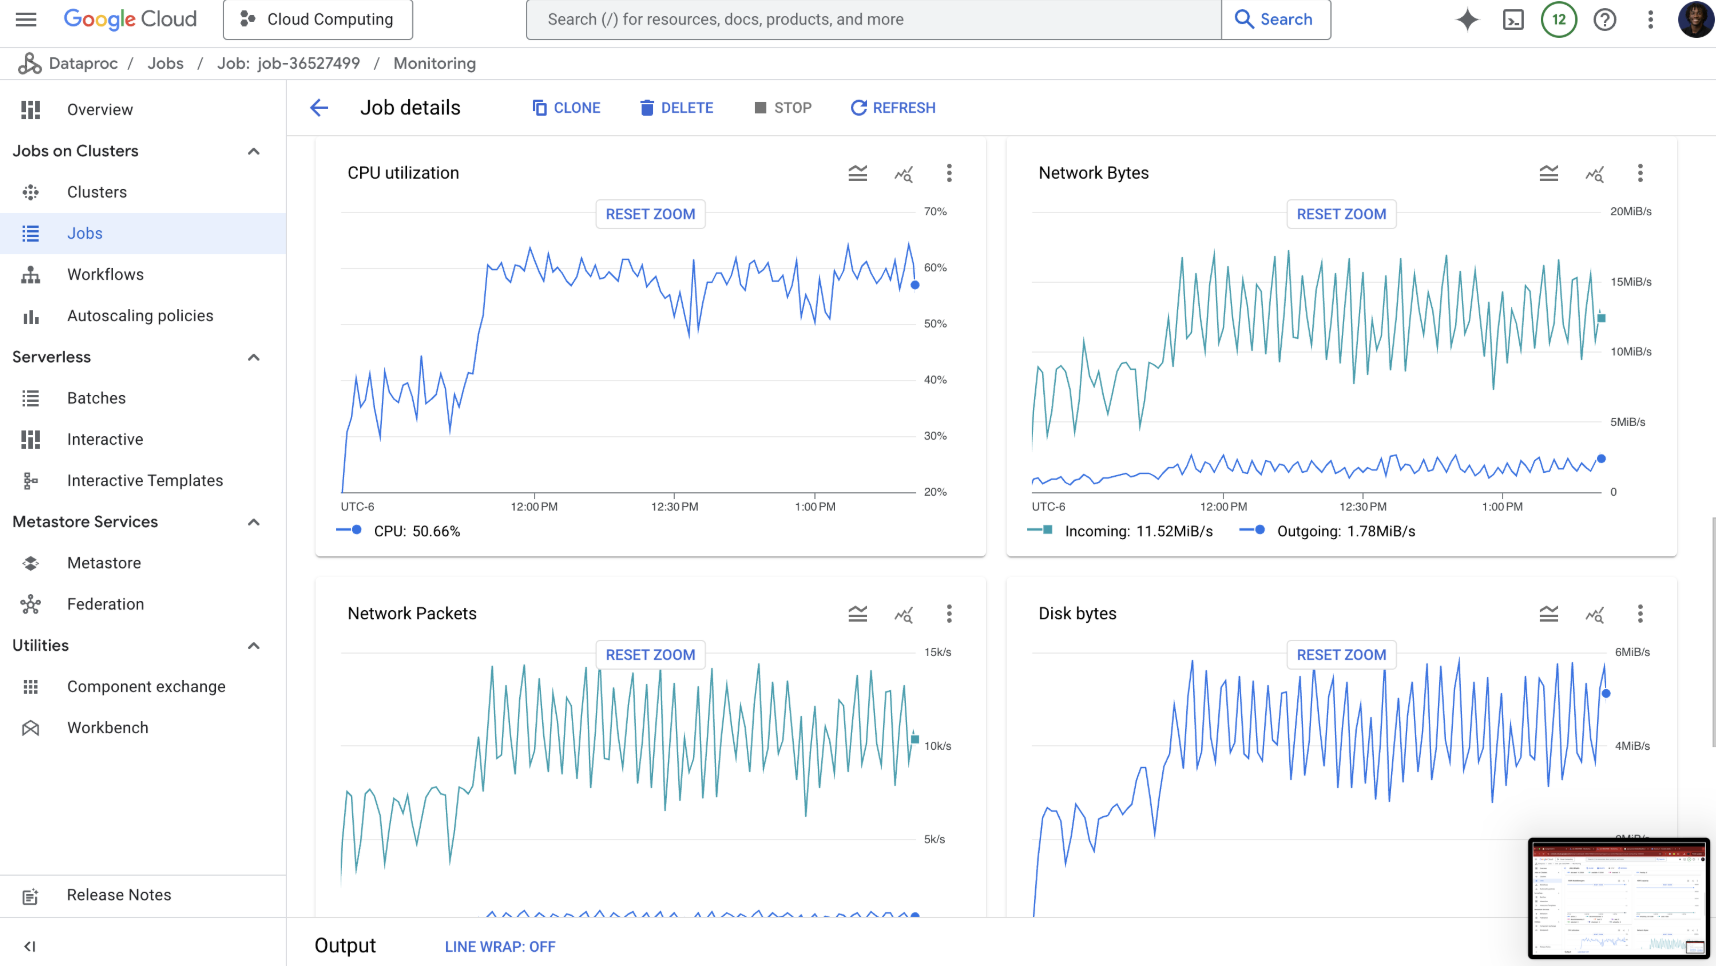 Google Cloud
Cloud Computing
Search (/) for resources, docs, products, and more
Search
12
Dataproc / Jobs / Job: job-36527499 / Monitoring
Overview
Jobs on Clusters
Clusters
Jobs
Workflows
Autoscaling policies
Serverless
Batches
Interactive
Interactive Templates
Metastore Services
Metastore
Federation
Utilities
Component exchange
Workbench
Release Notes
Job details
CLONE
DELETE
STOP
REFRESH
CPU utilization
RESET ZOOM
70%
60%
50%
40%
30%
20%
UTC-6
12:00 PM
12:30 PM
1:00 PM
CPU: 50.66%
Network Bytes
RESET ZOOM
20MiB/s
15MiB/s
10MiB/s
5MiB/s
0
UTC-6
12:00 PM
12:30 PM
1:00 PM
Incoming: 11.52MiB/s
Outgoing: 1.78MiB/s
Network Packets
RESET ZOOM
15k/s
10k/s
5k/s
Disk bytes
RESET ZOOM
6MiB/s
4MiB/s
Output
LINE WRAP: OFF